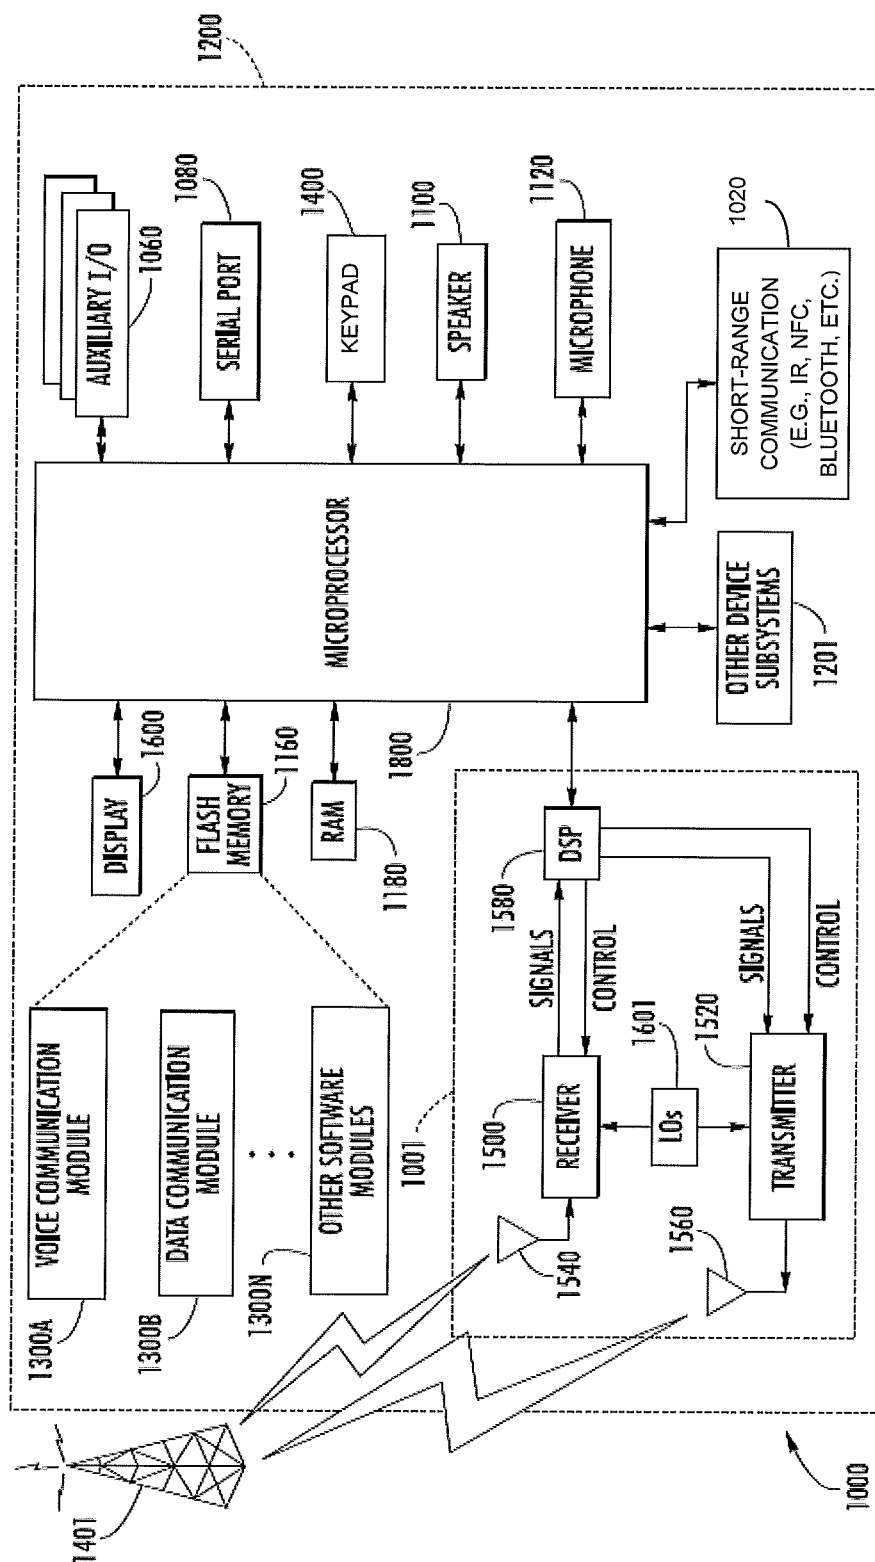 1200
AUXILIARY I/O
1060
SERIAL PORT
1080
KEYPAD
1400
SPEAKER
1100
MICROPHONE
1120
SHORT-RANGE
COMMUNICATION
(E.G., IR, NFC,
BLUETOOTH, ETC.)
1020
MICROPROCESSOR
1800
OTHER DEVICE
SUBSYSTEMS
1201
DISPLAY
1600
FLASH
MEMORY
1160
RAM
1180
VOICE COMMUNICATION
MODULE
1300A
DATA COMMUNICATION
MODULE
1300B
OTHER SOFTWARE
MODULES
1300N
1001
DSP
1580
SIGNALS
CONTROL
SIGNALS
CONTROL
RECEIVER
1500
LOs
1601
TRANSMITTER
1520
1540
1560
1401
1000